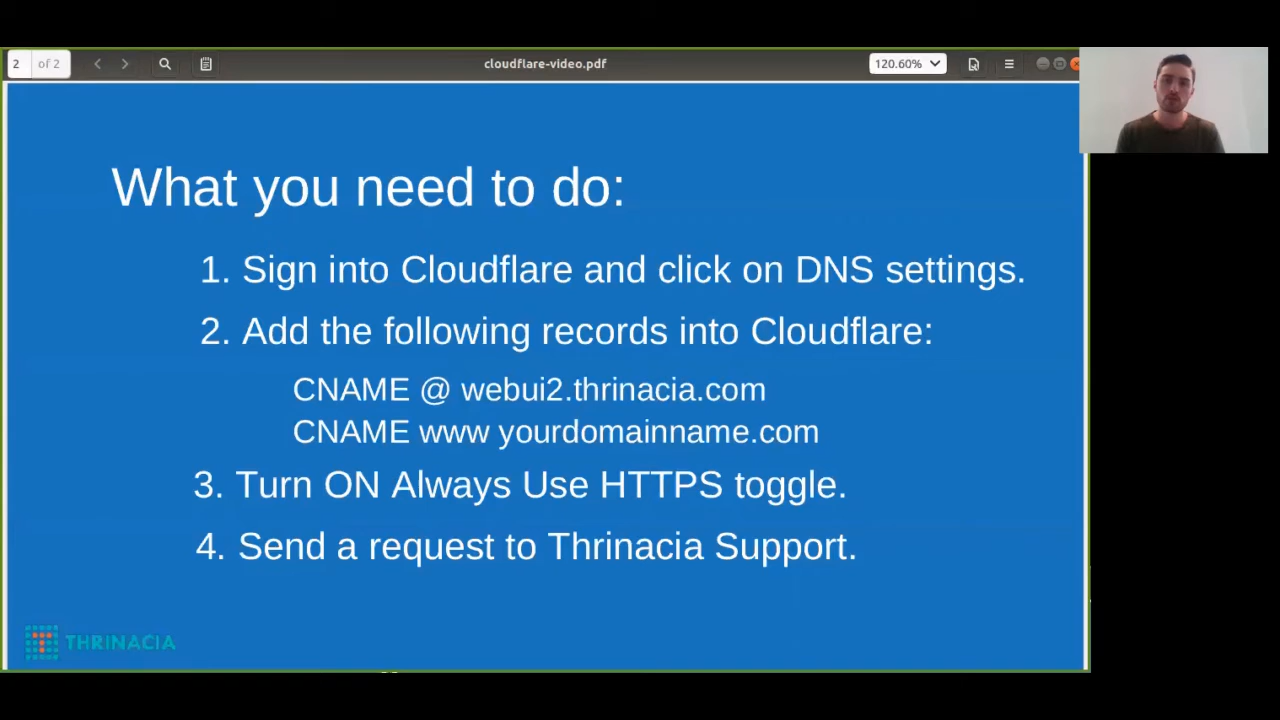 2 of 2
cloudflare-video.pdf
120.60%
What you need to do:
1. Sign into Cloudflare and click on DNS settings.
2. Add the following records into Cloudflare:
CNAME @ webui2.thrinacia.com
CNAME www yourdomainname.com
3. Turn ON Always Use HTTPS toggle.
4. Send a request to Thrinacia Support.
THRINACIA